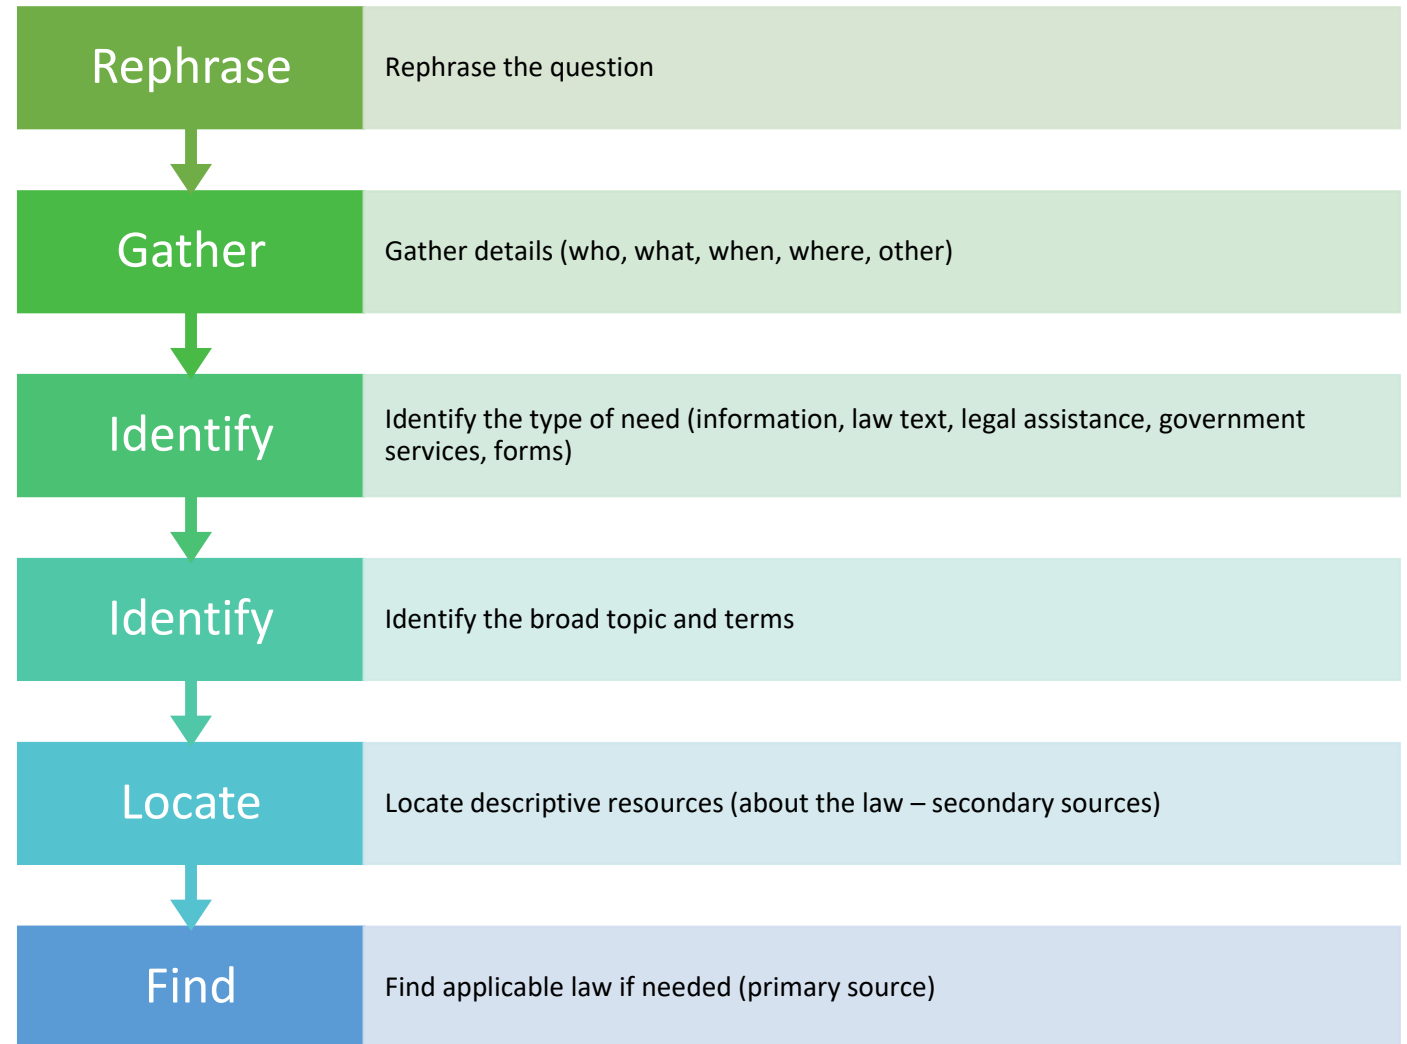 Rephrase
Rephrase the question
Gather
Gather details (who, what, when, where, other)
Identify
Identify the type of need (information, law text, legal assistance, government
services, forms)
Identify
Identify the broad topic and terms
Locate
Locate descriptive resources (about the law – secondary sources)
Find
Find applicable law if needed (primary source)